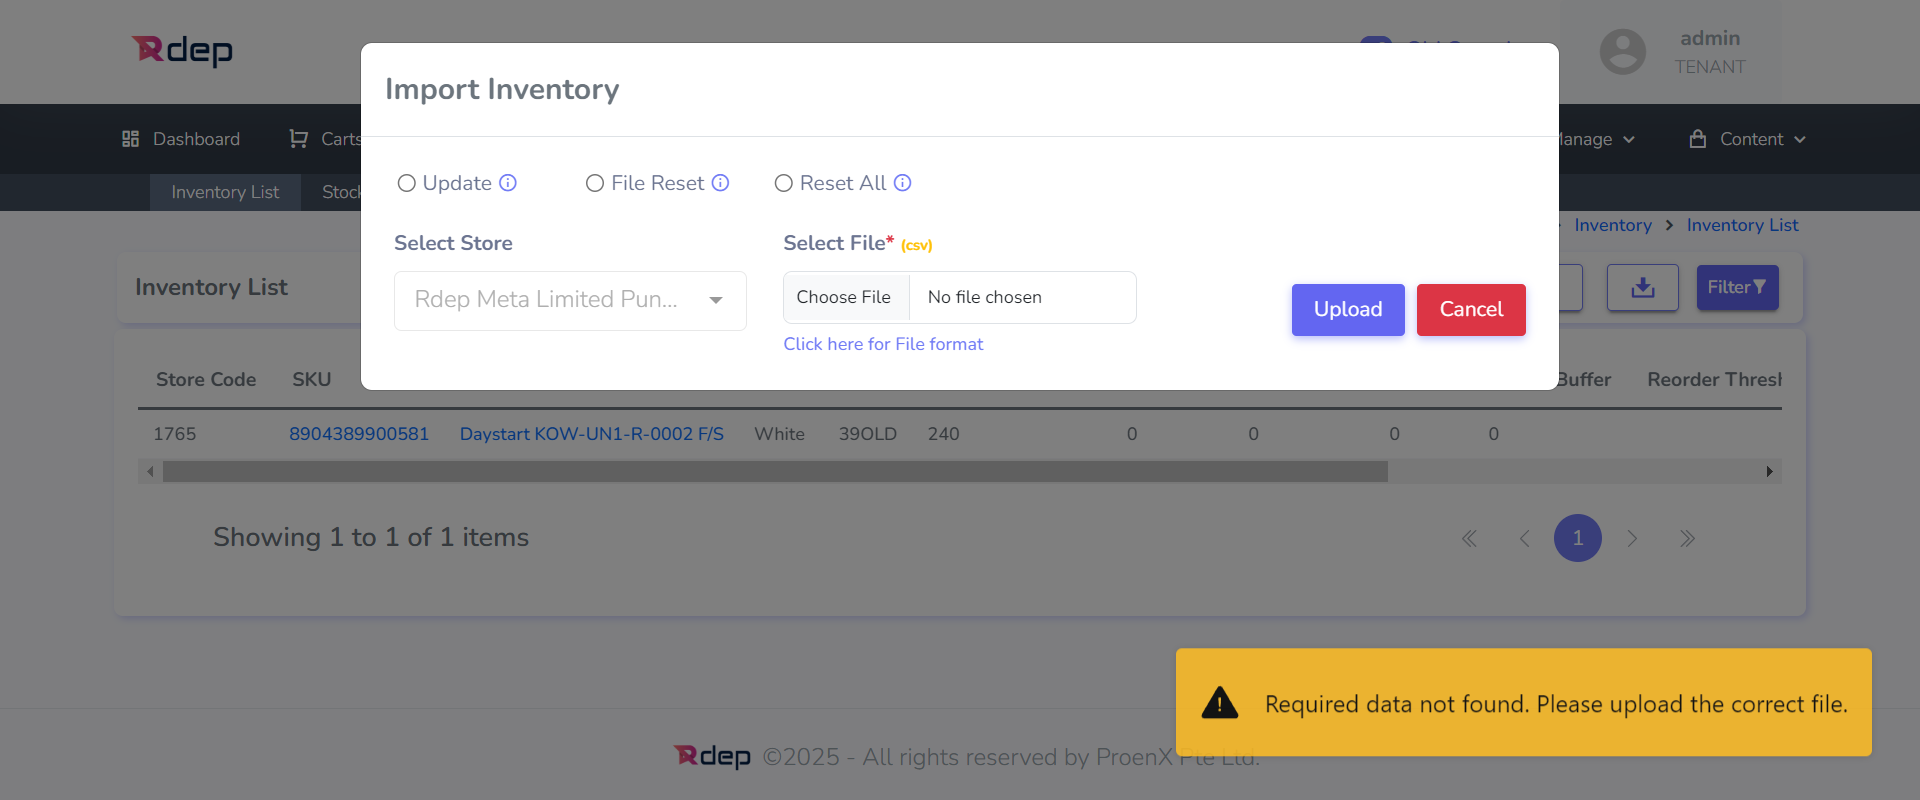 Rdep
admin
TENANT
Import Inventory
Dashboard
Carts
Manage
Content
Update
File Reset
Reset All
Inventory List
Stock
Inventory > Inventory List
Select Store
Select File* (csv)
Inventory List
Rdep Meta Limited Pun...
Choose File
No file chosen
Upload
Cancel
Filter
Click here for File format
Store Code
SKU
Buffer
Reorder Thresh
1765
8904389900581
Daystart KOW-UN1-R-0002 F/S
White
39OLD
240
0
0
0
0
Showing 1 to 1 of 1 items
1
Required data not found. Please upload the correct file.
Rdep ©2025 - All rights reserved by ProenX Pte Ltd.